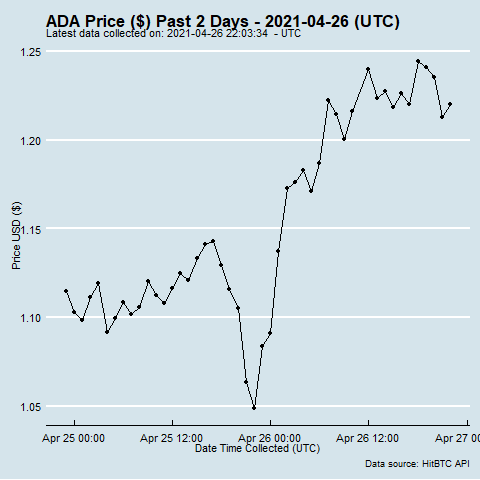 ADA Price ($) Past 2 Days - 2021-04-26 (UTC)
Latest data collected on: 2021-04-26 22:03:34 - UTC
1.25
1.20
1.15
1.10
1.05
Price USD ($)
Apr 25 00:00
Apr 25 12:00
Apr 26 00:00
Apr 26 12:00
Apr 27 00
Date Time Collected (UTC)
Data source: HitBTC API